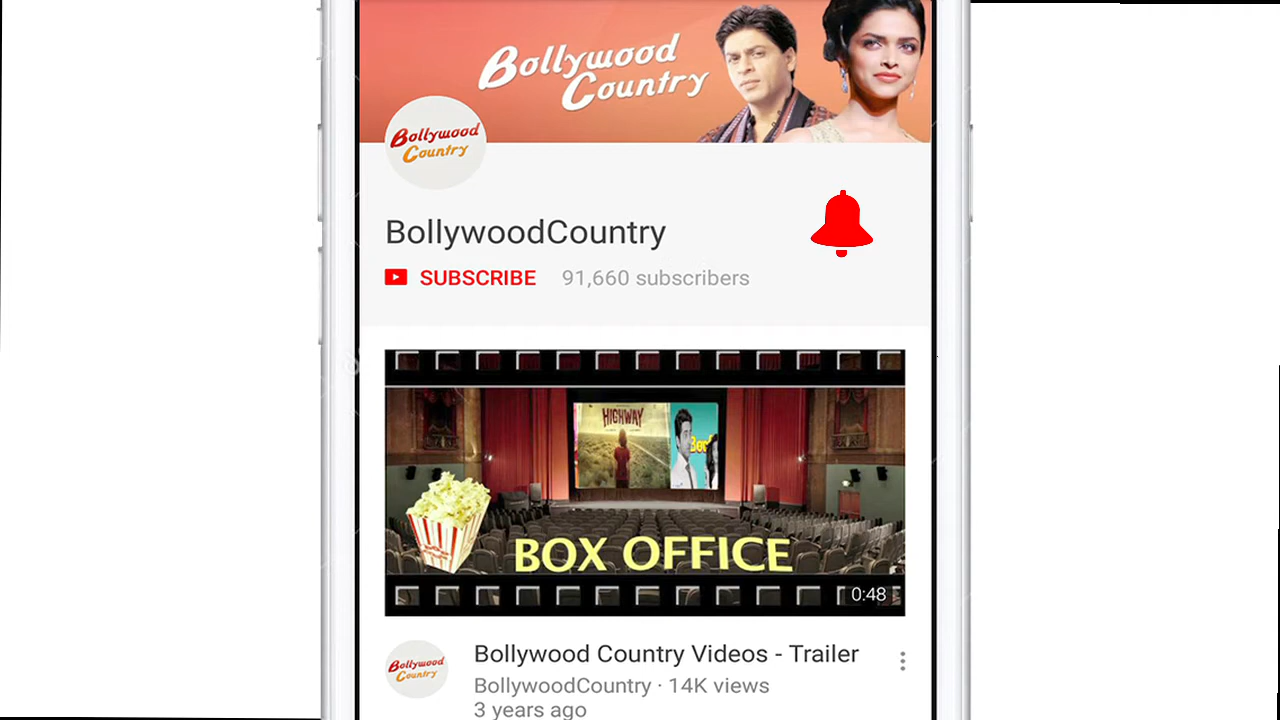 Bollywood
Country
Bollywood
Country
BollywoodCountry
SUBSCRIBE 91,660 subscribers
HIGHWAY
BOX OFFICE
0:48
Bollywood Country Videos - Trailer
Bollywood
Country
BollywoodCountry · 14K views
3 years ago